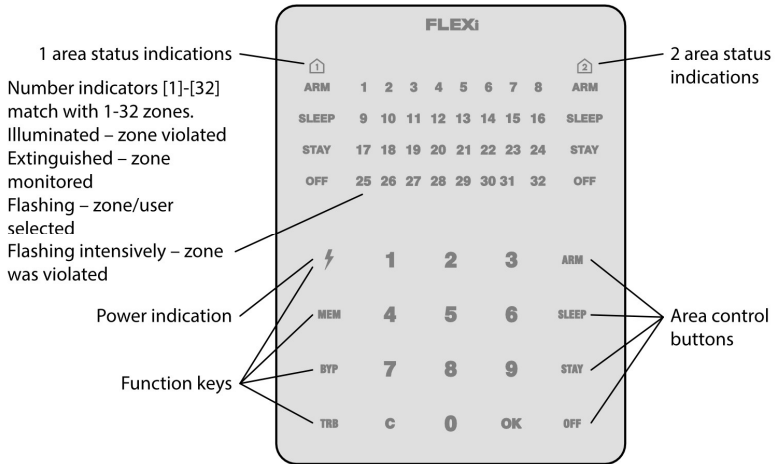 FLEXi
1 area status indications
2 area status
indications
1
2
ARM 1 2 3 4 5 6 7 8 ARM
SLEEP 9 10 11 12 13 14 15 16 SLEEP
STAY 17 18 19 20 21 22 23 24 STAY
OFF 25 26 27 28 29 30 31 32 OFF
Number indicators [1]-[32]
match with 1-32 zones.
Illuminated – zone violated
Extinguished – zone
monitored
Flashing – zone/user
selected
Flashing intensively – zone
was violated
1 2 3 ARM
MEM 4 5 6 SLEEP
BYP 7 8 9 STAY
TRB C 0 OK OFF
Power indication
Function keys
Area control
buttons